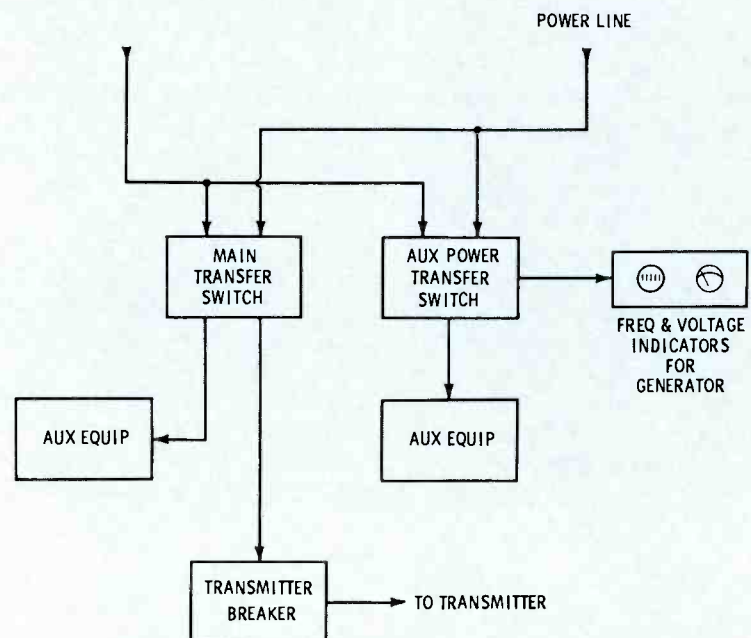 POWER LINE
MAIN
TRANSFER
SWITCH
AUX POWER
TRANSFER
SWITCH
FREQ & VOLTAGE
INDICATORS
FOR
GENERATOR
AUX EQUIP
AUX EQUIP
TRANSMITTER
BREAKER
TO TRANSMITTER